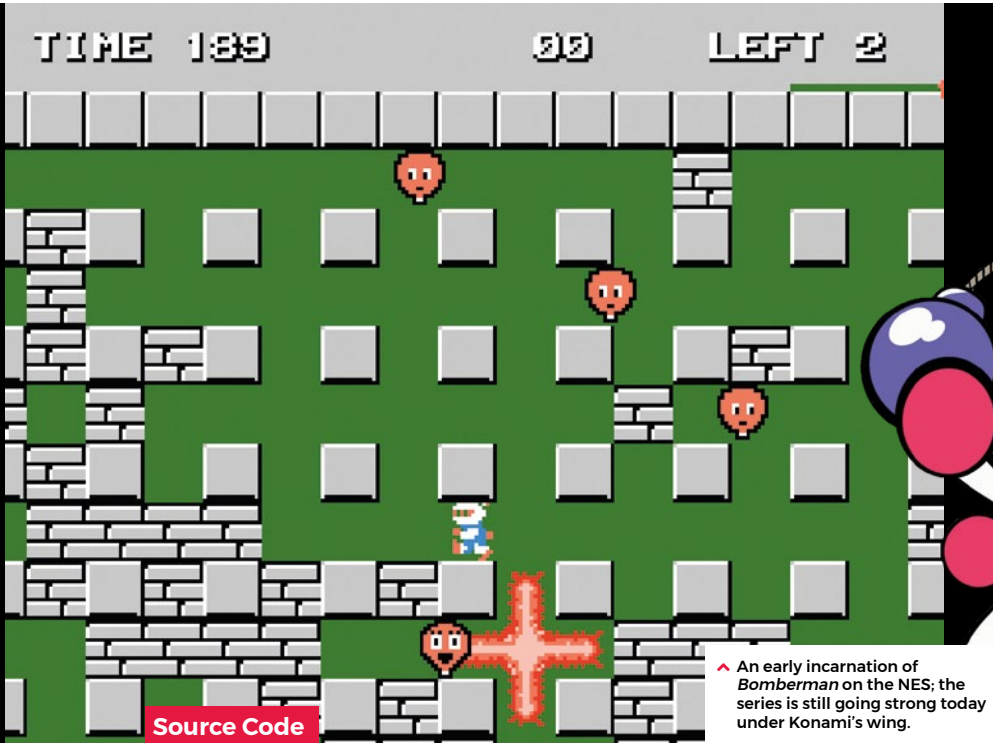 TIME 189 00 LEFT 2
Source Code
An early incarnation of
Bomberman on the NES; the
series is still going strong today
under Konami's wing.